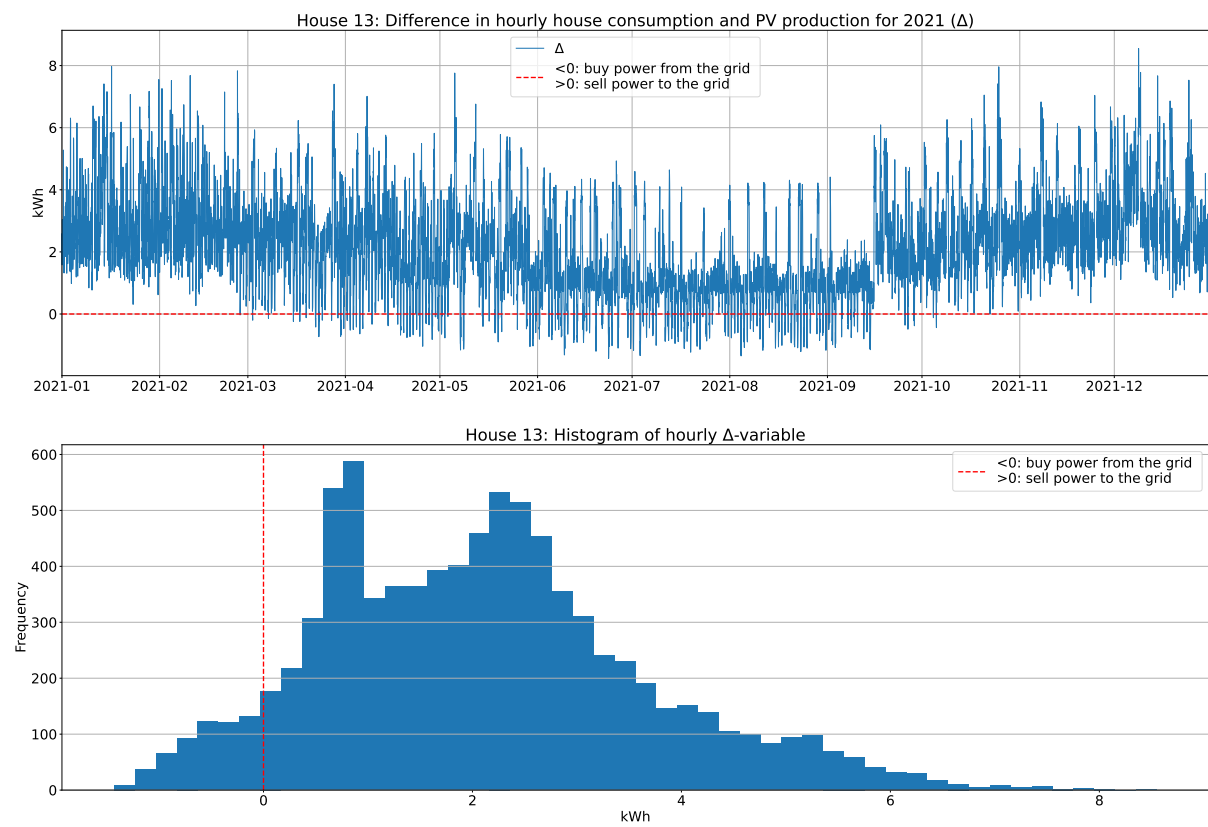 House 13: Difference in hourly house consumption and PV production for 2021 (Δ)
Δ
<0: buy power from the grid
>0: sell power to the grid
kWh
8
6
4
2
0
2021-01 2021-02 2021-03 2021-04 2021-05 2021-06 2021-07 2021-08 2021-09 2021-10 2021-11 2021-12
House 13: Histogram of hourly Δ-variable
<0: buy power from the grid
>0: sell power to the grid
Frequency
600
500
400
300
200
100
0
0 2 4 6 8
kWh